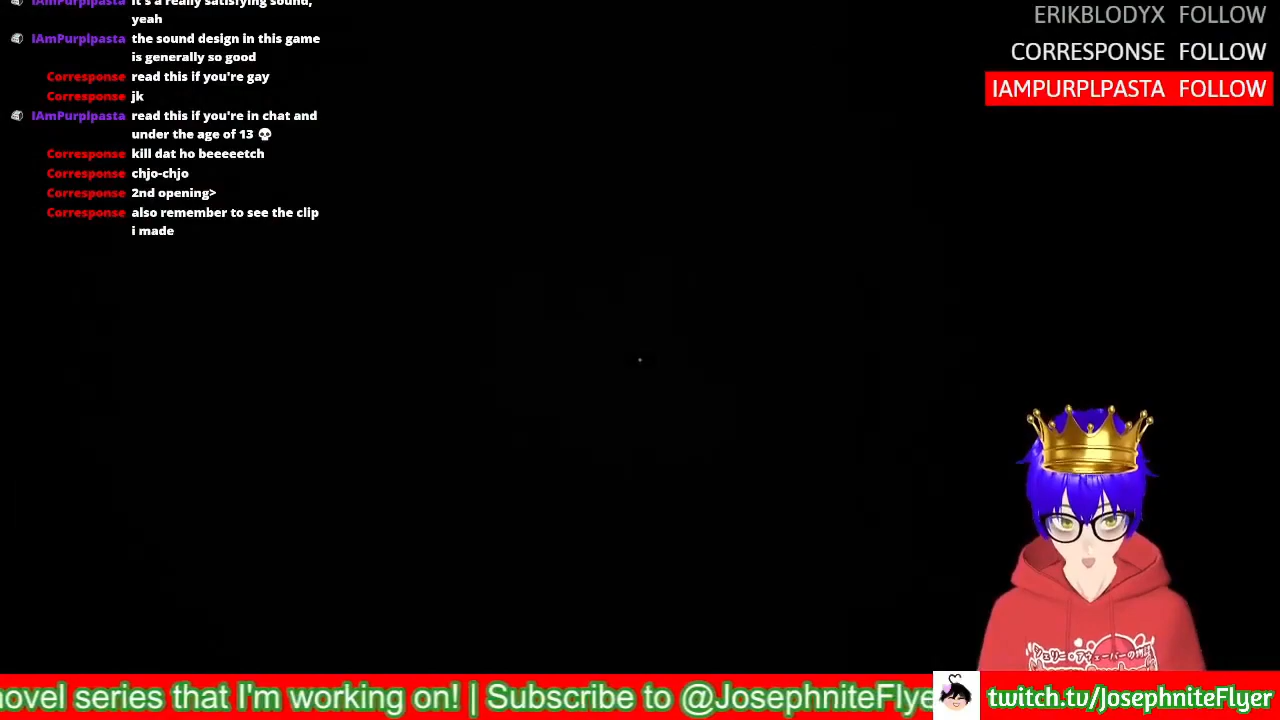 IAmPurplpasta it's a really satisfying sound,
yeah
IAmPurplpasta the sound design in this game
is generally so good
Corresponse read this if you're gay
Corresponse jk
IAmPurplpasta read this if you're in chat and
under the age of 13 💀
Corresponse kill dat ho beeeeetch
Corresponse chjo-chjo
Corresponse 2nd opening>
Corresponse also remember to see the clip
i made
ERIKBLODYX FOLLOW
CORRESPONSE FOLLOW
IAMPURPLPASTA FOLLOW
novel series that I'm working on! | Subscribe to @JosephniteFlye
twitch.tv/JosephniteFlyer